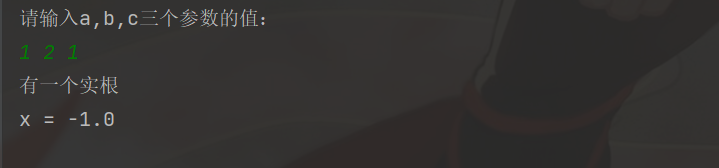 请输入a,b,c三个参数的值：
1 2 1
有一个实根
x = -1.0